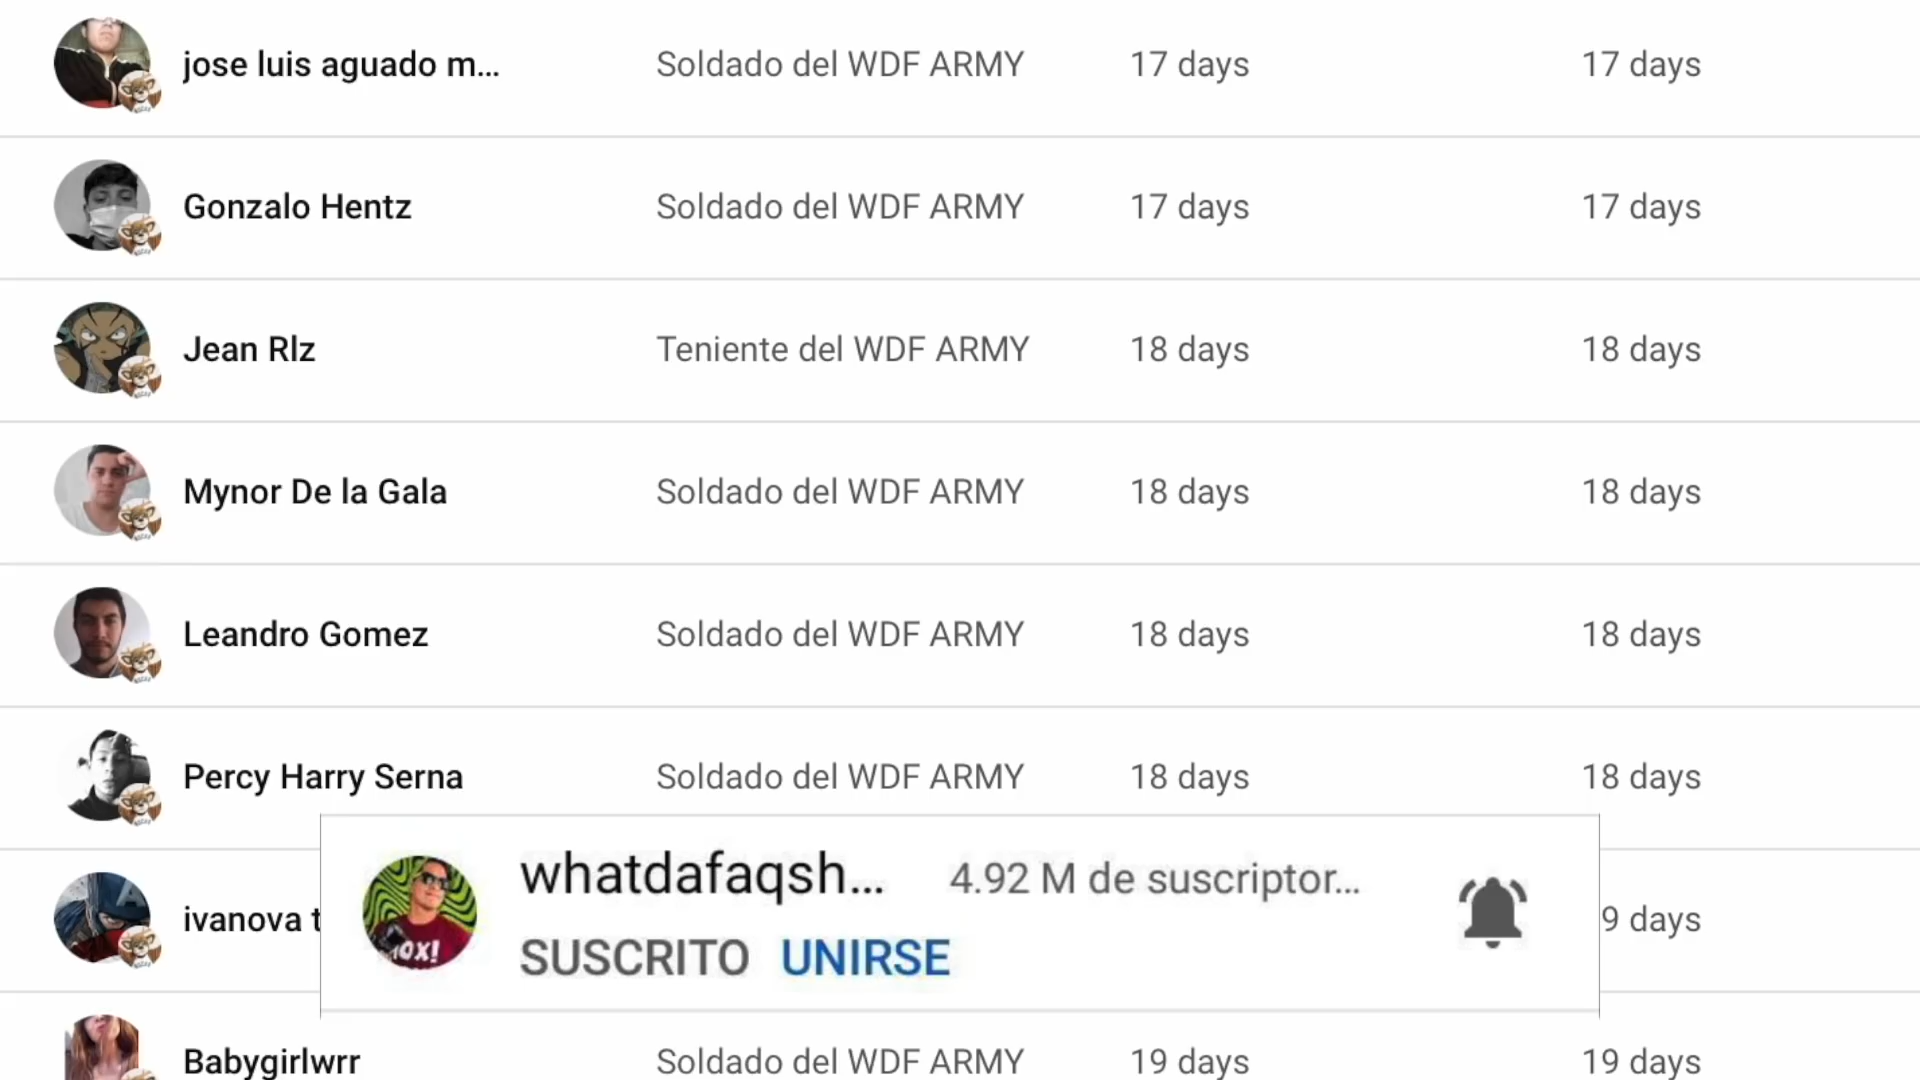 jose luis aguado m... Soldado del WDF ARMY 17 days 17 days
Gonzalo Hentz Soldado del WDF ARMY 17 days 17 days
Jean Rlz Teniente del WDF ARMY 18 days 18 days
Mynor De la Gala Soldado del WDF ARMY 18 days 18 days
Leandro Gomez Soldado del WDF ARMY 18 days 18 days
Percy Harry Serna Soldado del WDF ARMY 18 days 18 days
ivanova t 9 days
whatdafaqsh... 4.92 M de suscriptor...
SUSCRITO UNIRSE
Babygirlwrr Soldado del WDF ARMY 19 days 19 days